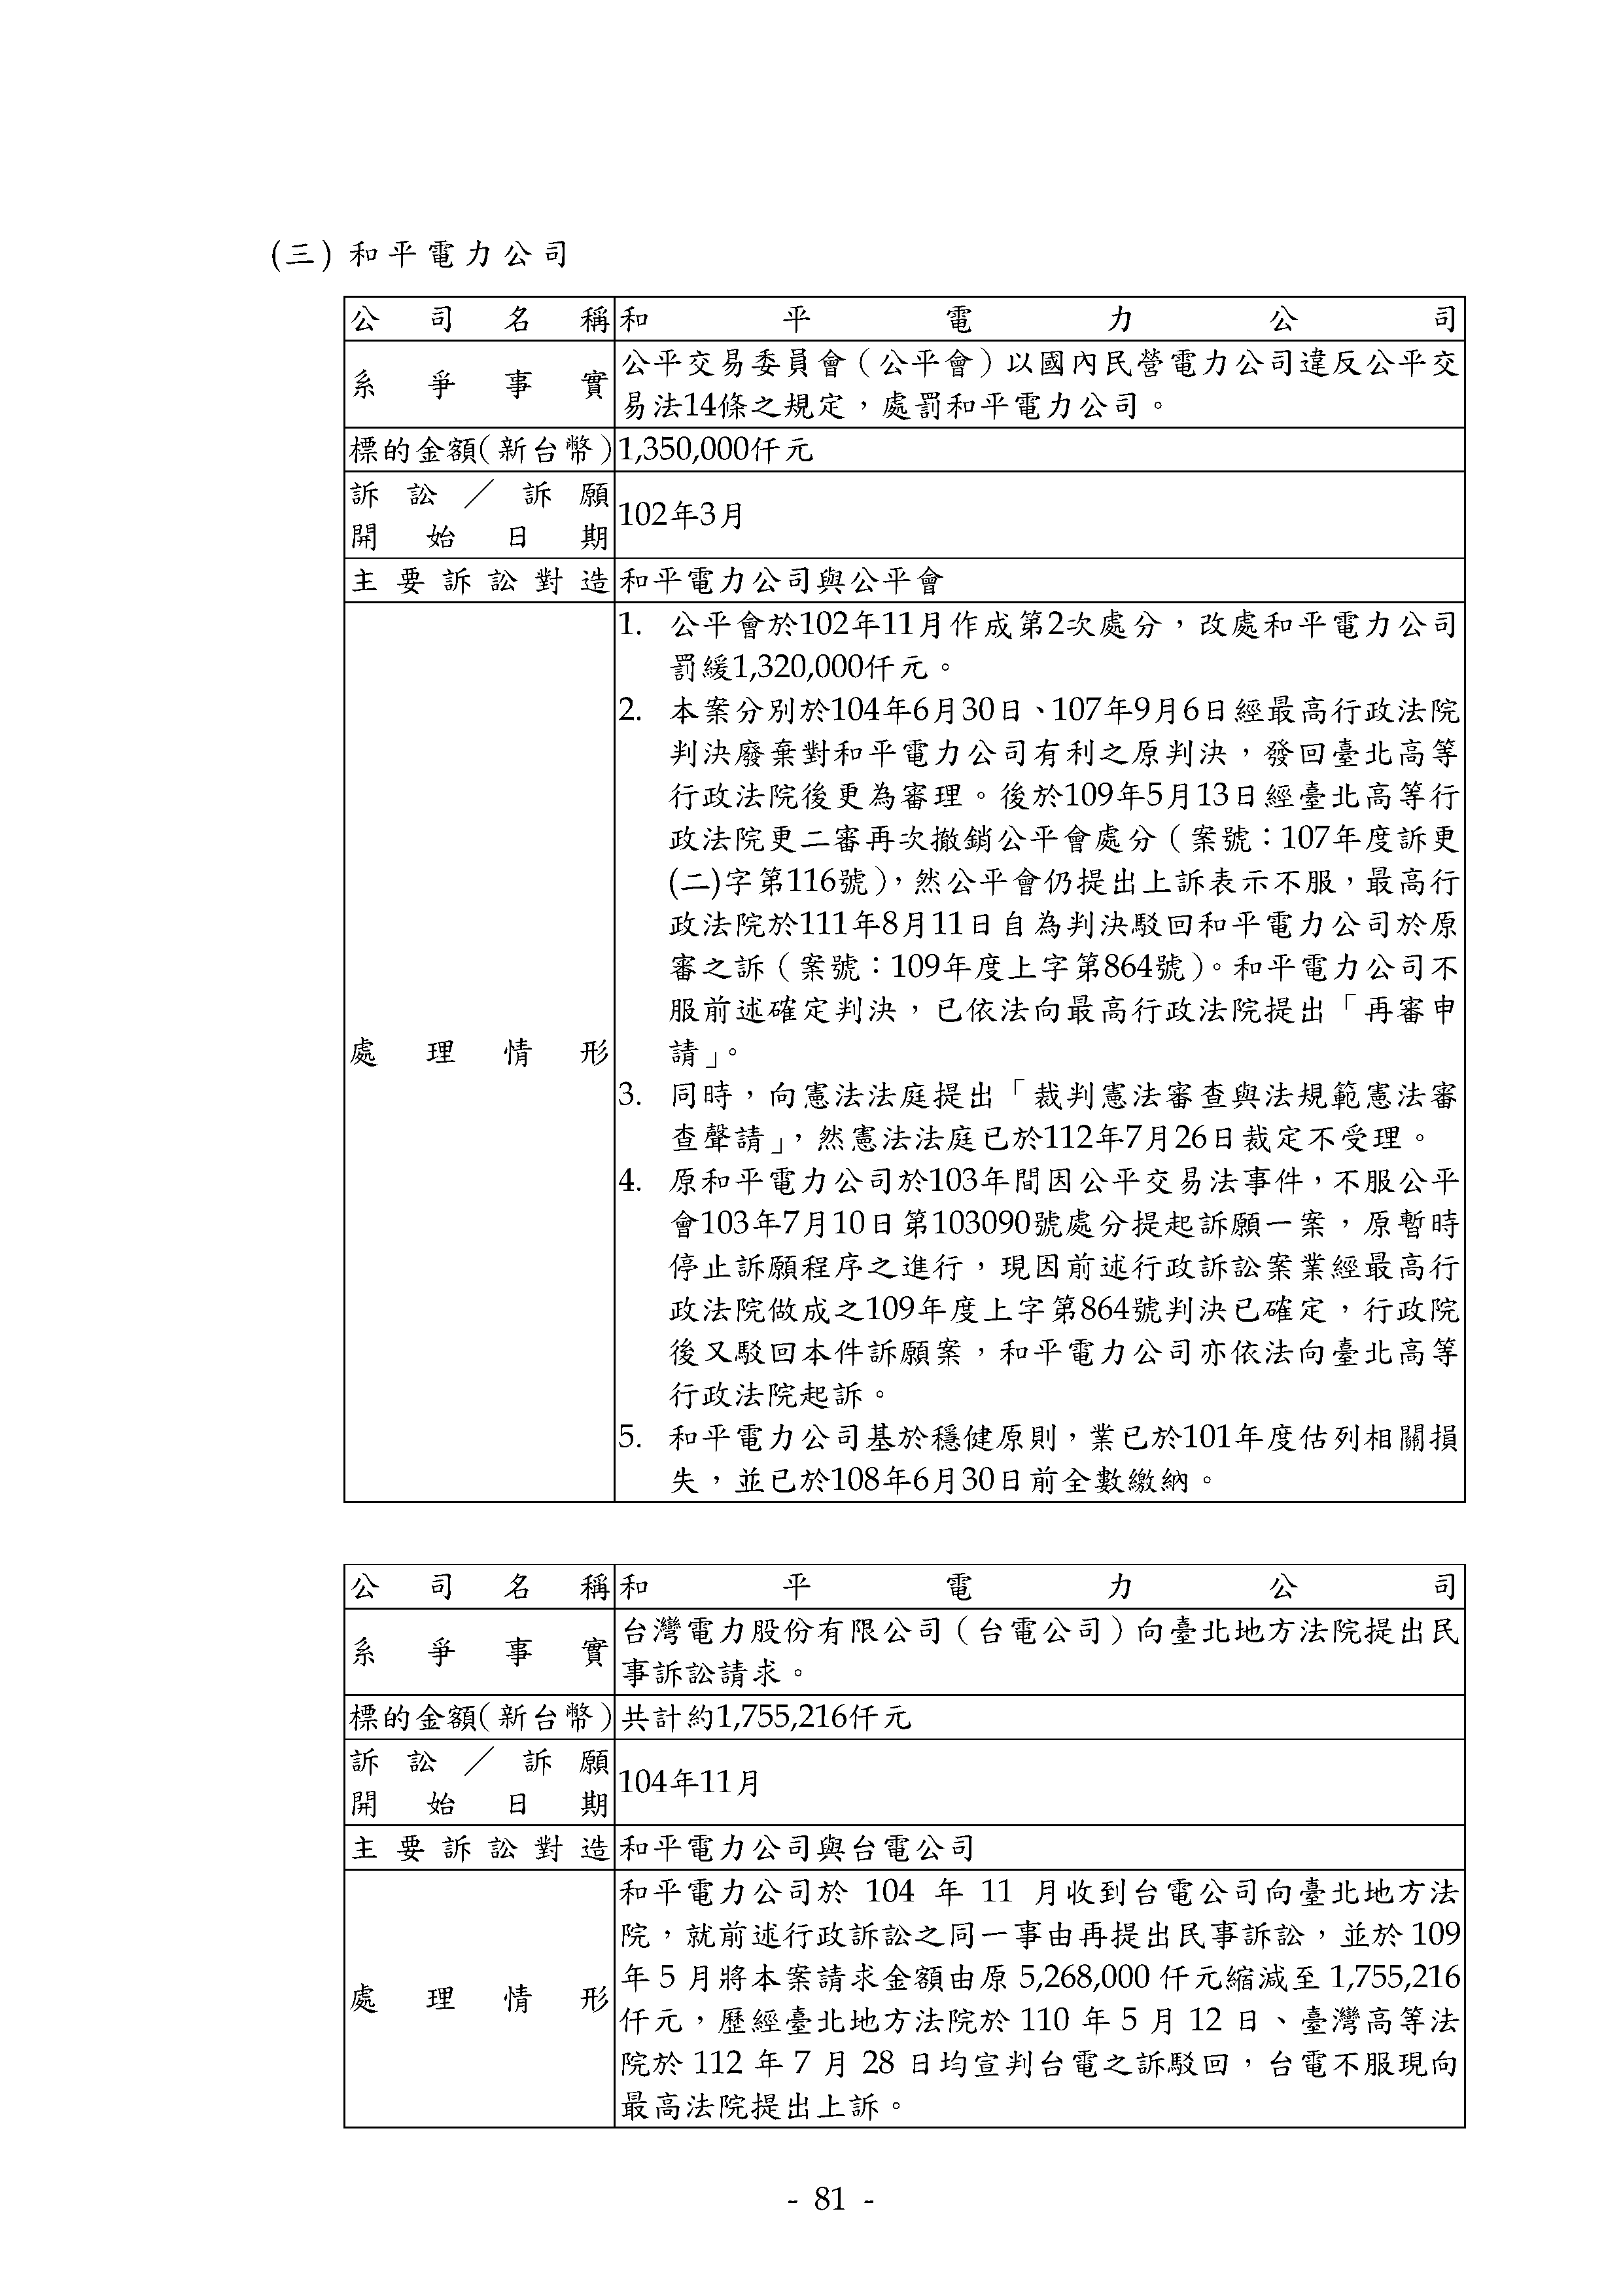 (三) 和平電力公司
公司名稱 和平電力公司
系爭事實 公平交易委員會（公平會）以國內民營電力公司違反公平交
易法14條之規定，處罰和平電力公司。
標的金額(新台幣) 1,350,000仟元
訴訟／訴願
開始日期 102年3月
主要訴訟對造 和平電力公司與公平會
處理情形
1. 公平會於102年11月作成第2次處分，改處和平電力公司
罰緩1,320,000仟元。
2. 本案分別於104年6月30日、107年9月6日經最高行政法院
判決廢棄對和平電力公司有利之原判決，發回臺北高等
行政法院後更為審理。後於109年5月13日經臺北高等行
政法院更二審再次撤銷公平會處分（案號：107年度訴更
(二)字第116號），然公平會仍提出上訴表示不服，最高行
政法院於111年8月11日自為判決駁回和平電力公司於原
審之訴（案號：109年度上字第864號）。和平電力公司不
服前述確定判決，已依法向最高行政法院提出「再審申
請」。
3. 同時，向憲法法庭提出「裁判憲法審查與法規範憲法審
查聲請」，然憲法法庭已於112年7月26日裁定不受理。
4. 原和平電力公司於103年間因公平交易法事件，不服公平
會103年7月10日第103090號處分提起訴願一案，原暫時
停止訴願程序之進行，現因前述行政訴訟案業經最高行
政法院做成之109年度上字第864號判決已確定，行政院
後又駁回本件訴願案，和平電力公司亦依法向臺北高等
行政法院起訴。
5. 和平電力公司基於穩健原則，業已於101年度估列相關損
失，並已於108年6月30日前全數繳納。
公司名稱 和平電力公司
系爭事實 台灣電力股份有限公司（台電公司）向臺北地方法院提出民
事訴訟請求。
標的金額(新台幣) 共計約1,755,216仟元
訴訟／訴願
開始日期 104年11月
主要訴訟對造 和平電力公司與台電公司
處理情形
和平電力公司於 104 年 11 月收到台電公司向臺北地方法
院，就前述行政訴訟之同一事由再提出民事訴訟，並於 109
年 5 月將本案請求金額由原 5,268,000 仟元縮減至 1,755,216
仟元，歷經臺北地方法院於 110 年 5 月 12 日、臺灣高等法
院於 112 年 7 月 28 日均宣判台電之訴駁回，台電不服現向
最高法院提出上訴。
- 81 -